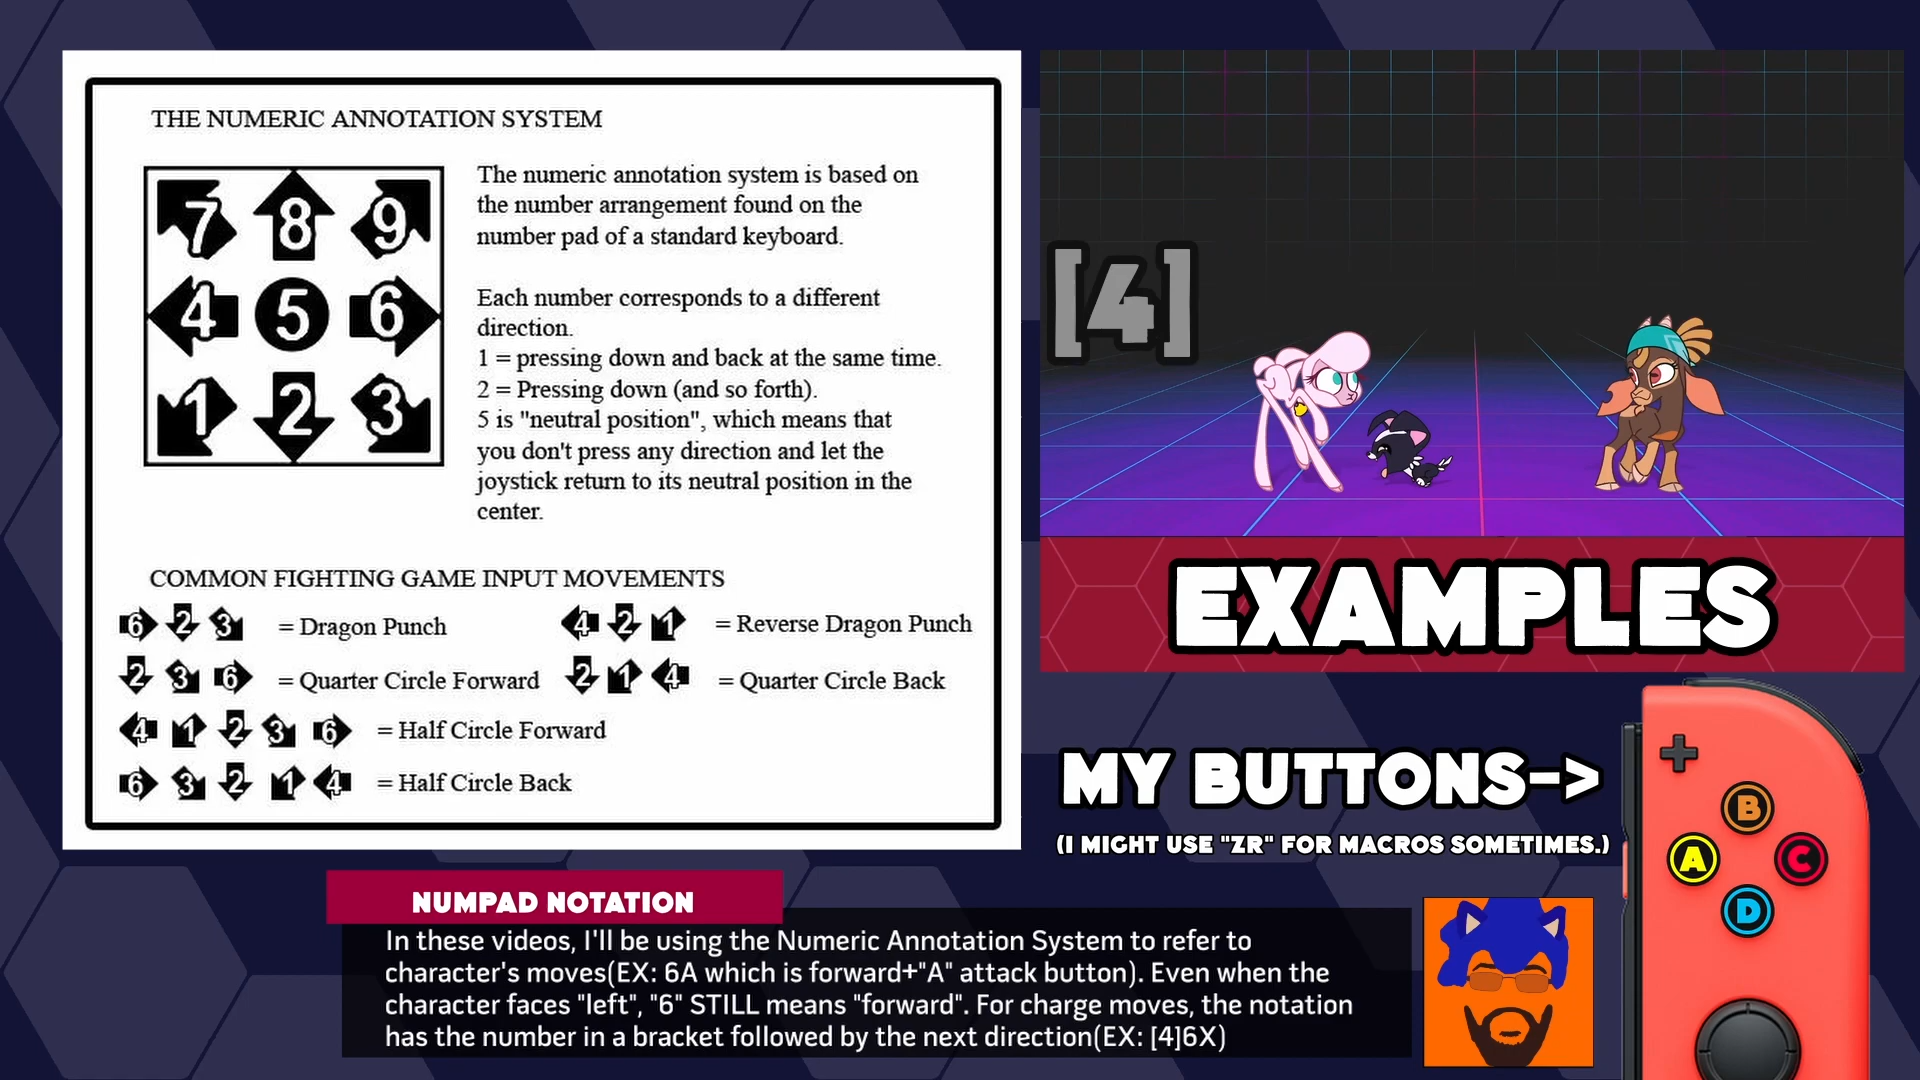 THE NUMERIC ANNOTATION SYSTEM
7 8 9
4 5 6
1 2 3
The numeric annotation system is based on
the number arrangement found on the
number pad of a standard keyboard.
Each number corresponds to a different
direction.
1 = pressing down and back at the same time.
2 = Pressing down (and so forth).
5 is "neutral position", which means that
you don't press any direction and let the
joystick return to its neutral position in the
center.
COMMON FIGHTING GAME INPUT MOVEMENTS
6 2 3 = Dragon Punch
4 2 1 = Reverse Dragon Punch
2 3 6 = Quarter Circle Forward
2 1 4 = Quarter Circle Back
4 1 2 3 6 = Half Circle Forward
6 3 2 1 4 = Half Circle Back
[4]
EXAMPLES
MY BUTTONS->
(I MIGHT USE "ZR" FOR MACROS SOMETIMES.)
B
A C
D
NUMPAD NOTATION
In these videos, I'll be using the Numeric Annotation System to refer to
character's moves(EX: 6A which is forward+"A" attack button). Even when the
character faces "left", "6" STILL means "forward". For charge moves, the notation
has the number in a bracket followed by the next direction(EX: [4]6X)